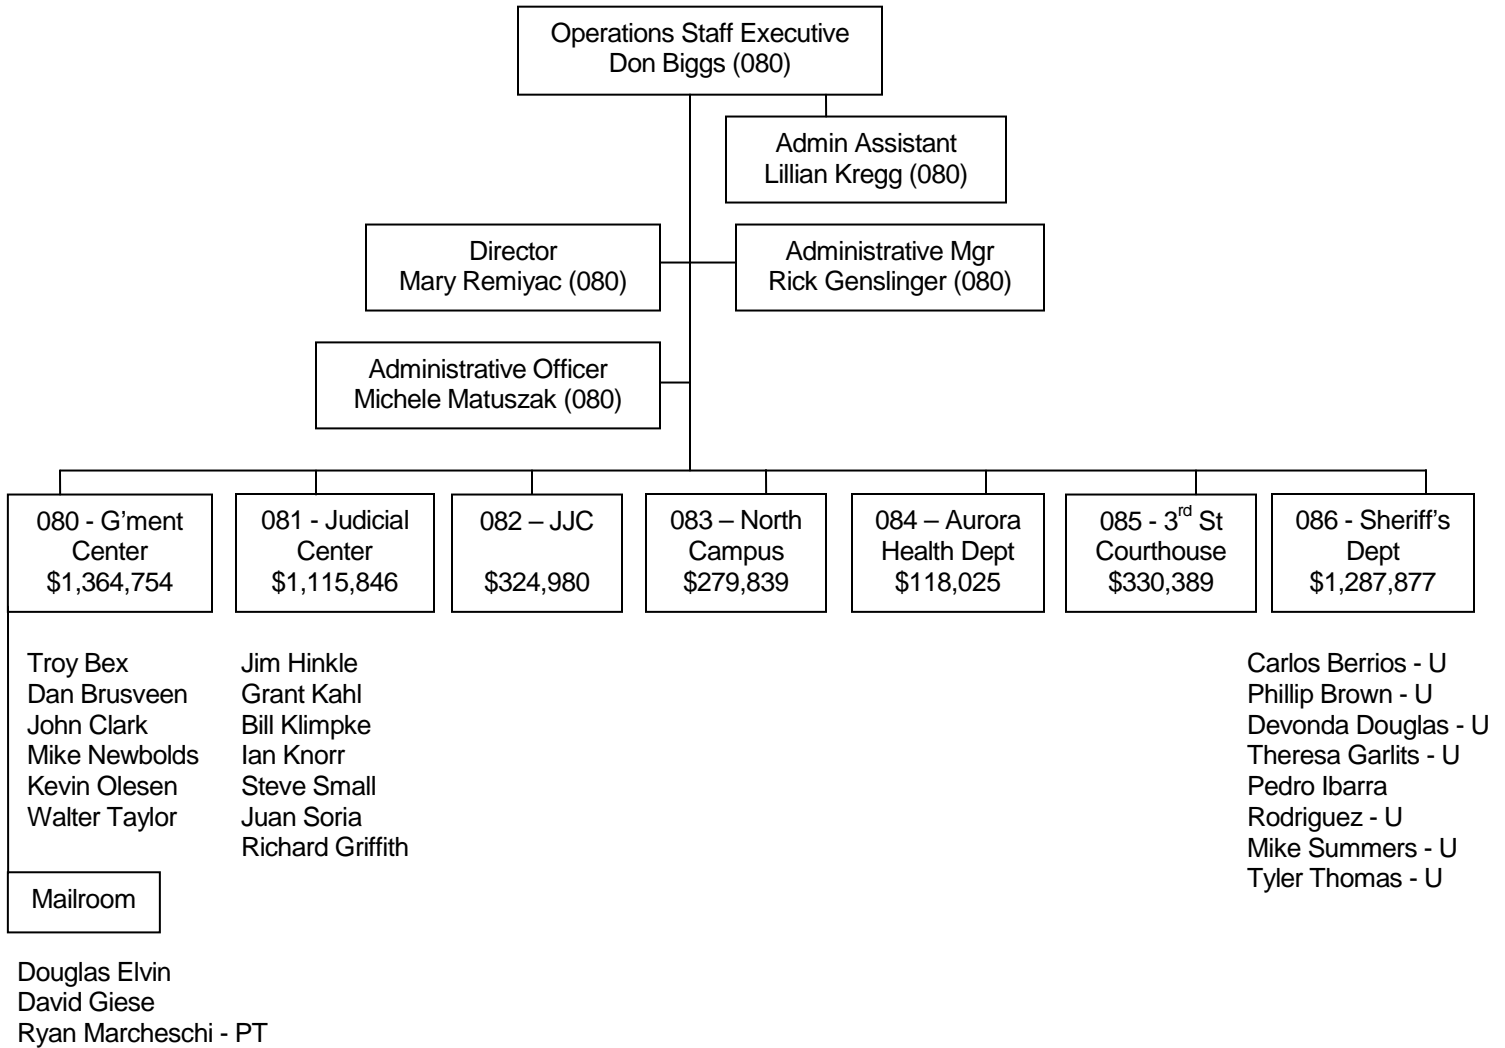 Operations Staff Executive
Don Biggs (080)
Admin Assistant
Lillian Kregg (080)
Director
Mary Remiyac (080)
Administrative Mgr
Rick Genslinger (080)
Administrative Officer
Michele Matuszak (080)
080 - G’ment
Center
$1,364,754
081 - Judicial
Center
$1,115,846
082 – JJC
$324,980
083 – North
Campus
$279,839
084 – Aurora
Health Dept
$118,025
085 - 3rd St
Courthouse
$330,389
086 - Sheriff’s
Dept
$1,287,877
Troy Bex
Dan Brusveen
John Clark
Mike Newbolds
Kevin Olesen
Walter Taylor
Jim Hinkle
Grant Kahl
Bill Klimpke
Ian Knorr
Steve Small
Juan Soria
Richard Griffith
Carlos Berrios - U
Phillip Brown - U
Devonda Douglas - U
Theresa Garlits - U
Pedro Ibarra
Rodriguez - U
Mike Summers - U
Tyler Thomas - U
Mailroom
Douglas Elvin
David Giese
Ryan Marcheschi - PT